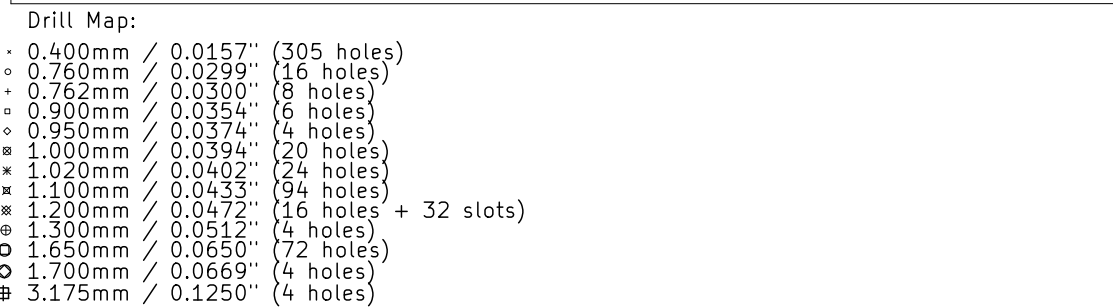 Drill Map:
0.400mm / 0.0157'' (305 holes)
0.760mm / 0.0299'' (16 holes)
0.762mm / 0.0300'' (8 holes)
0.900mm / 0.0354'' (6 holes)
0.950mm / 0.0374'' (4 holes)
1.000mm / 0.0394'' (20 holes)
1.020mm / 0.0402'' (24 holes)
1.100mm / 0.0433'' (94 holes)
1.200mm / 0.0472'' (16 holes + 32 slots)
1.300mm / 0.0512'' (4 holes)
1.650mm / 0.0650'' (72 holes)
1.700mm / 0.0669'' (4 holes)
3.175mm / 0.1250'' (4 holes)